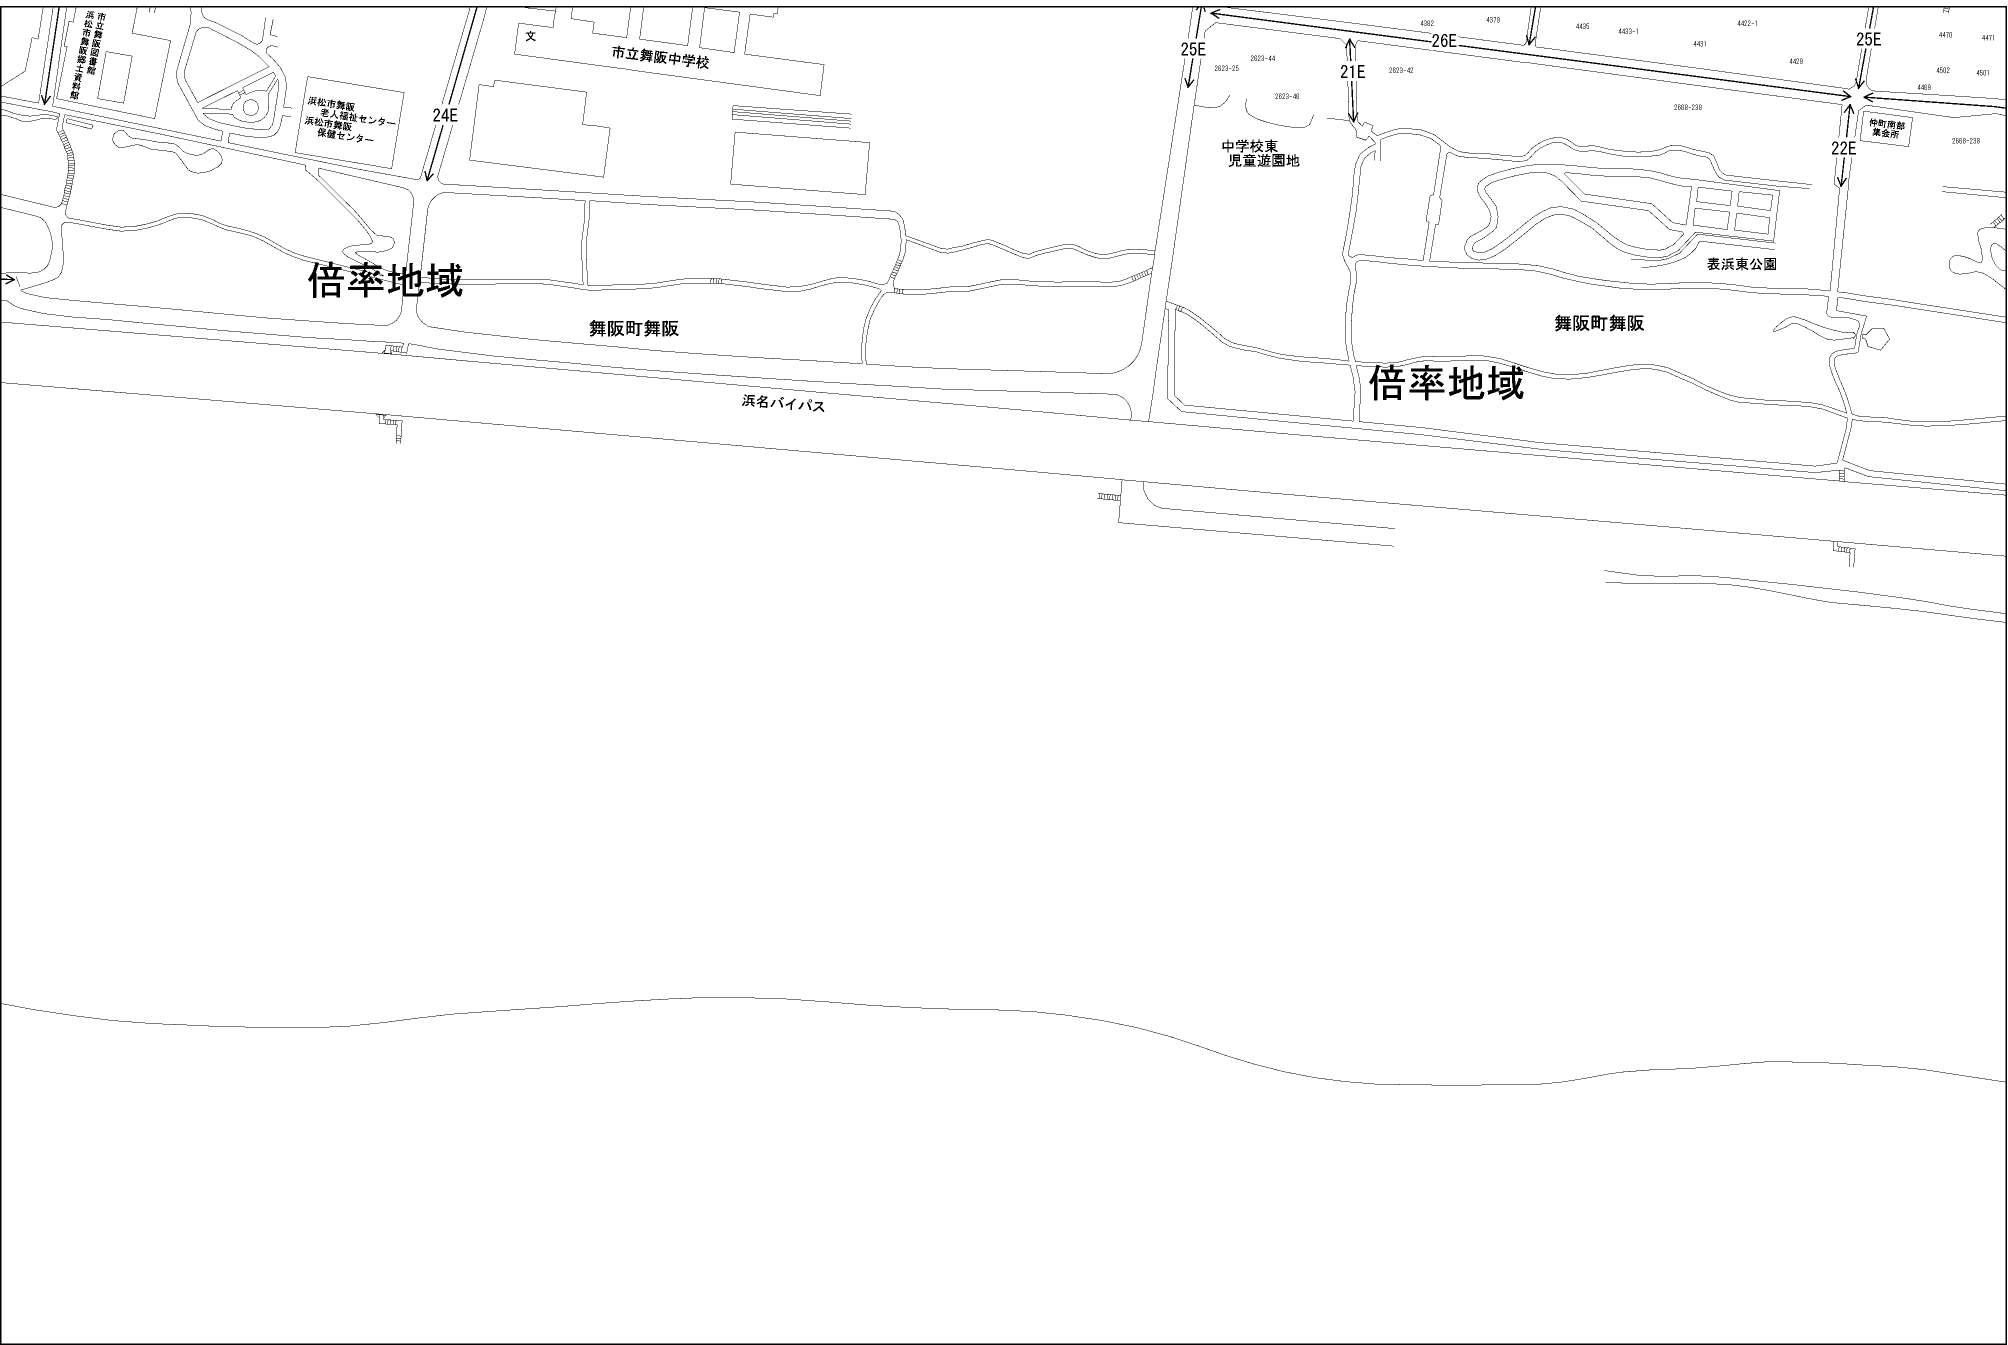 市立舞阪図書館
浜松市舞阪郷土資料館
浜松市舞阪
老人福祉センター
浜松市舞阪
保健センター
24E
文
市立舞阪中学校
25E
26E
21E
25E
22E
4382
4379
4435
4433-1
4431
4422-1
4429
4470
4471
4502
4501
4469
2623-44
2623-25
2623-42
2623-46
2668-238
2668-238
仲町南部
集会所
中学校東
児童遊園地
表浜東公園
倍率地域
舞阪町舞阪
舞阪町舞阪
倍率地域
浜名バイパス